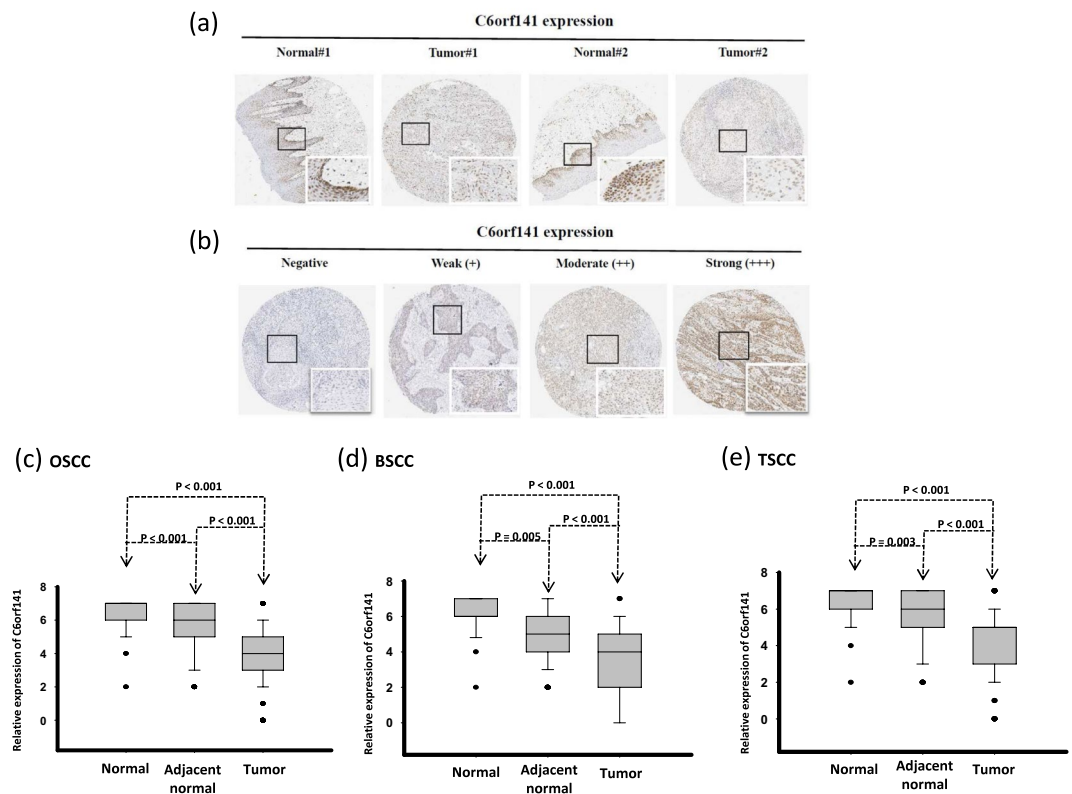 (a)
C6orf141 expression
Normal#1 Tumor#1 Normal#2 Tumor#2
(b)
C6orf141 expression
Negative Weak (+) Moderate (++) Strong (+++)
(c) OSCC
P < 0.001
P < 0.001
P < 0.001
Relative expression of C6orf141
8
6
4
2
0
Normal Adjacent normal Tumor
(d) BSCC
P < 0.001
P < 0.001
P = 0.005
Relative expression of C6orf141
8
6
4
2
0
Normal Adjacent normal Tumor
(e) TSCC
P < 0.001
P < 0.001
P = 0.003
Relative expression of C6orf141
8
6
4
2
0
Normal Adjacent normal Tumor